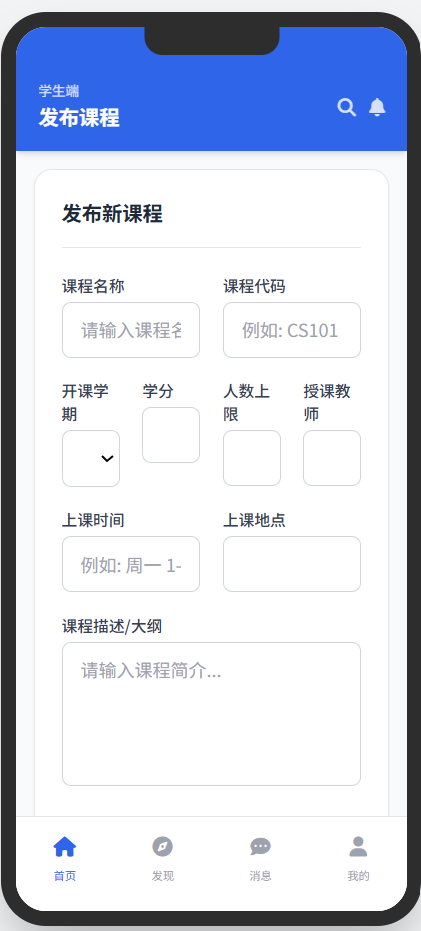 学生端
发布课程
发布新课程
课程名称 课程代码
请输入课程名 例如: CS101
开课学期 学分 人数上限 授课教师
上课时间 上课地点
例如: 周一 1-
课程描述/大纲
请输入课程简介...
首页 发现 消息 我的